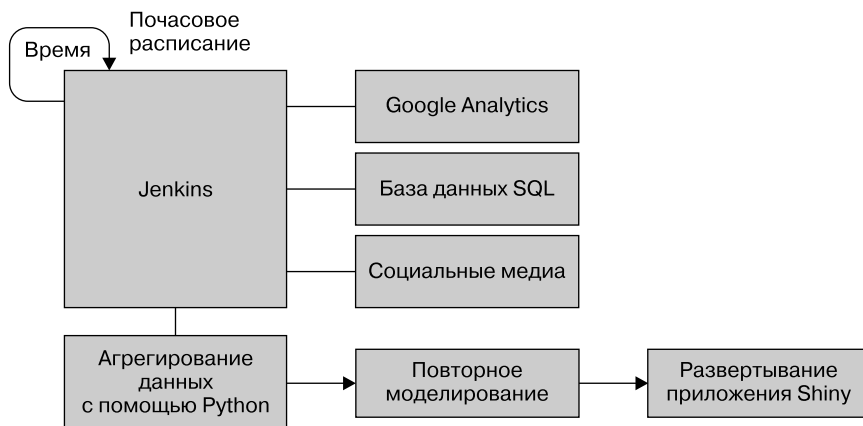 Почасовое
расписание
Время
Jenkins
Google Analytics
База данных SQL
Социальные медиа
Агрегирование
данных
с помощью Python
Повторное
моделирование
Развертывание
приложения Shiny